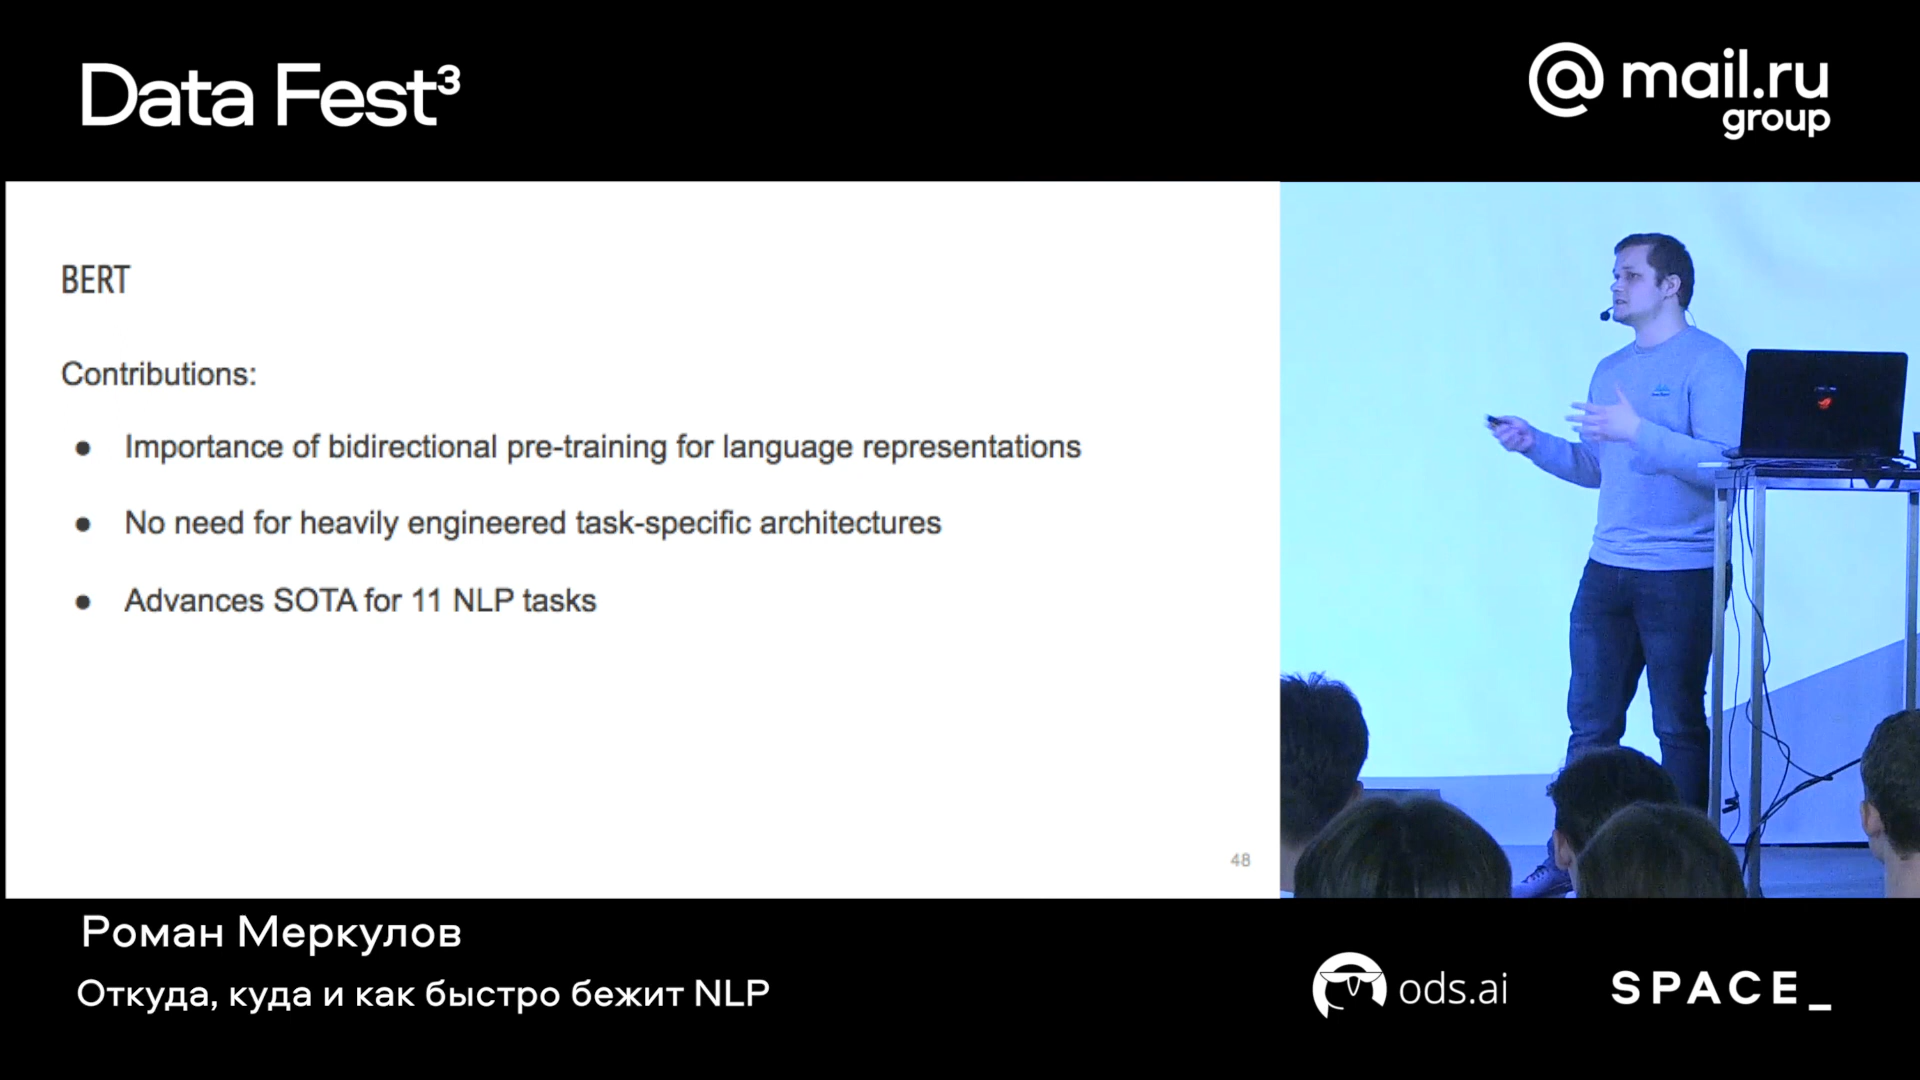 Data Fest³
@mail.ru
group
BERT
Contributions:
● Importance of bidirectional pre-training for language representations
● No need for heavily engineered task-specific architectures
● Advances SOTA for 11 NLP tasks
48
Роман Меркулов
Откуда, куда и как быстро бежит NLP
ods.ai
SPACE_